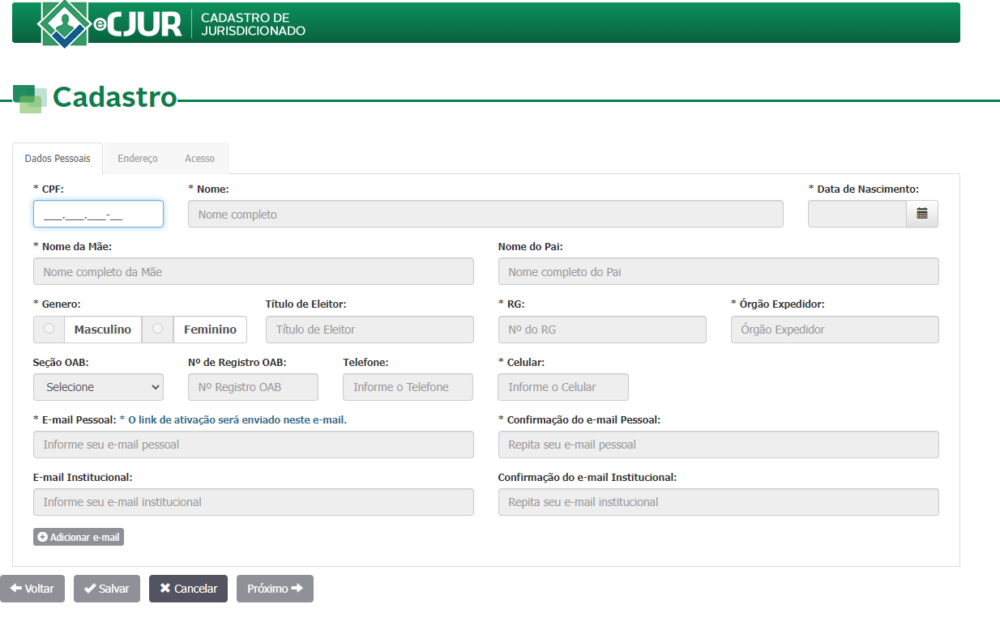 eCJUR CADASTRO DE
JURISDICIONADO
Cadastro
Dados Pessoais Endereço Acesso
* CPF: * Nome: * Data de Nascimento:
___.___.___-__ Nome completo
* Nome da Mãe: Nome do Pai:
Nome completo da Mãe Nome completo do Pai
* Genero: Título de Eleitor: * RG: * Órgão Expedidor:
Masculino Feminino Título de Eleitor Nº do RG Órgão Expedidor
Seção OAB: Nº de Registro OAB: Telefone: * Celular:
Selecione Nº Registro OAB Informe o Telefone Informe o Celular
* E-mail Pessoal: * O link de ativação será enviado neste e-mail. * Confirmação do e-mail Pessoal:
Informe seu e-mail pessoal Repita seu e-mail pessoal
E-mail Institucional: Confirmação do e-mail Institucional:
Informe seu e-mail institucional Repita seu e-mail institucional
Adicionar e-mail
Voltar Salvar Cancelar Próximo